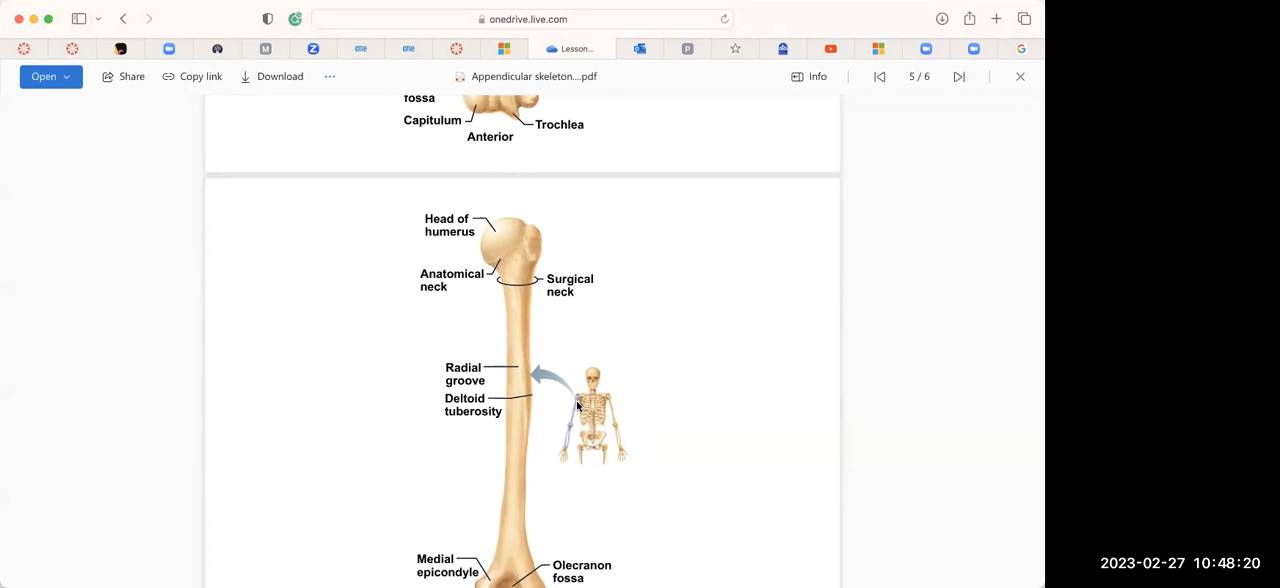 onedrive.live.com
M
Z
one
one
Lesson...
P
G
Open
Share
Copy link
Download
...
Appendicular skeleton....pdf
Info
5 / 6
fossa
Capitulum
Trochlea
Anterior
Head of
humerus
Anatomical
neck
Surgical
neck
Radial
groove
Deltoid
tuberosity
Medial
epicondyle
Olecranon
fossa
2023-02-27 10:48:20